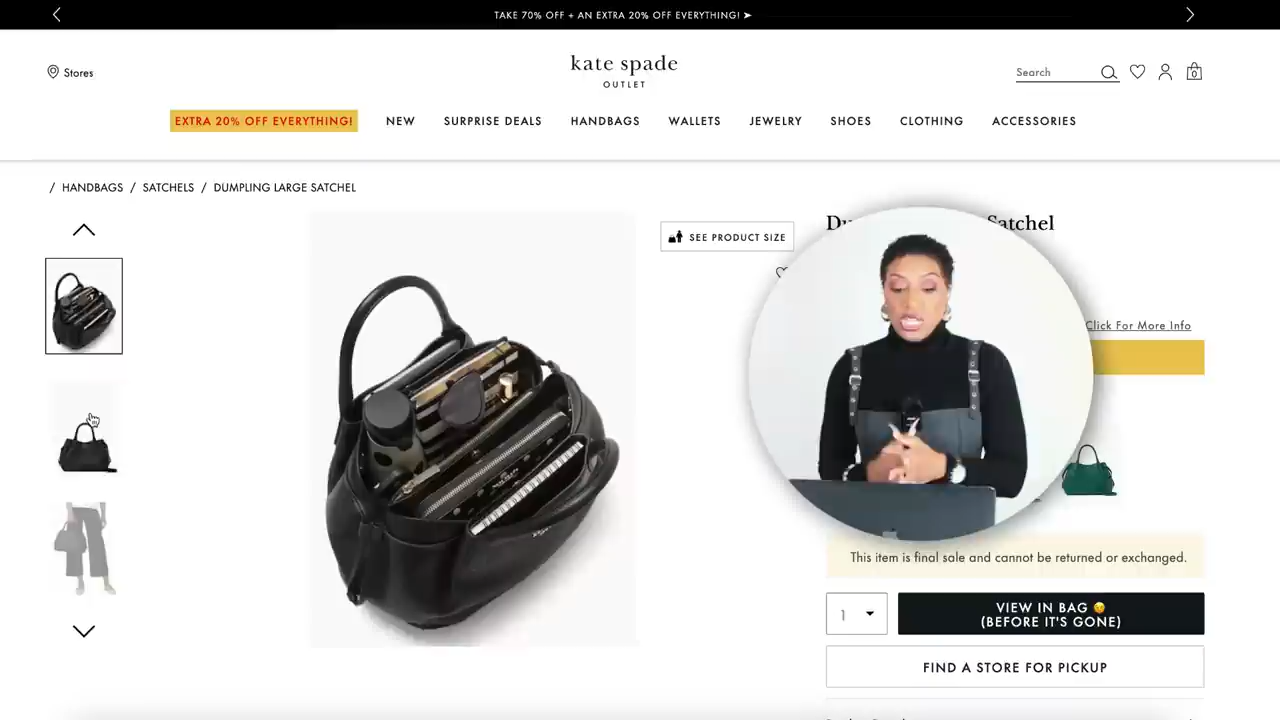 TAKE 70% OFF + AN EXTRA 20% OFF EVERYTHING! ➤
Stores
kate spade
OUTLET
Search
0
EXTRA 20% OFF EVERYTHING! NEW SURPRISE DEALS HANDBAGS WALLETS JEWELRY SHOES CLOTHING ACCESSORIES
/ HANDBAGS / SATCHELS / DUMPLING LARGE SATCHEL
SEE PRODUCT SIZE
Satchel
Click For More Info
This item is final sale and cannot be returned or exchanged.
1
VIEW IN BAG 😉
(BEFORE IT'S GONE)
FIND A STORE FOR PICKUP